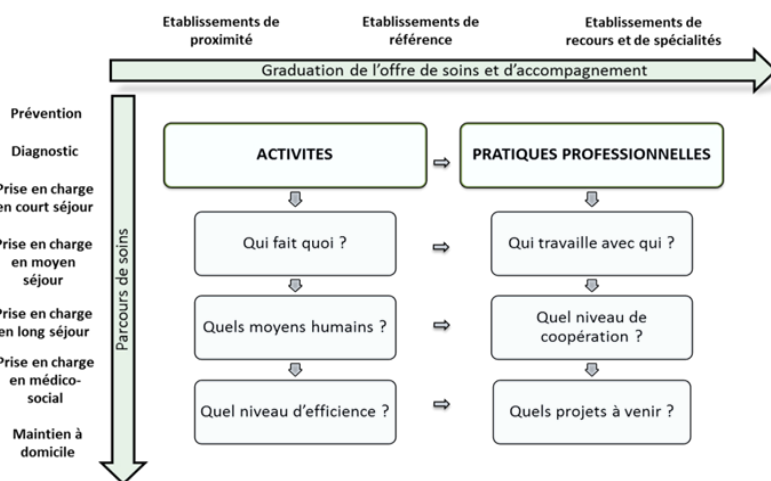 Etablissements de
proximité
Etablissements de
référence
Etablissements de
recours et de spécialités
Graduation de l'offre de soins et d'accompagnement
Parcours de soins
Prévention
Diagnostic
Prise en charge
en court séjour
Prise en charge
en moyen
séjour
Prise en charge
en long séjour
Prise en charge
en médico-
social
Maintien à
domicile
ACTIVITES
PRATIQUES PROFESSIONNELLES
Qui fait quoi ?
Qui travaille avec qui ?
Quels moyens humains ?
Quel niveau de
coopération ?
Quel niveau d'efficience ?
Quels projets à venir ?